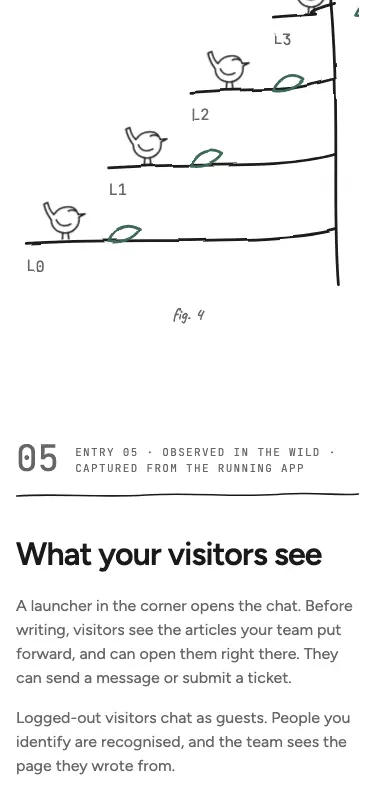 L3
L2
L1
L0
fig. 4
05
ENTRY 05 · OBSERVED IN THE WILD ·
CAPTURED FROM THE RUNNING APP
What your visitors see
A launcher in the corner opens the chat. Before
writing, visitors see the articles your team put
forward, and can open them right there. They
can send a message or submit a ticket.
Logged-out visitors chat as guests. People you
identify are recognised, and the team sees the
page they wrote from.